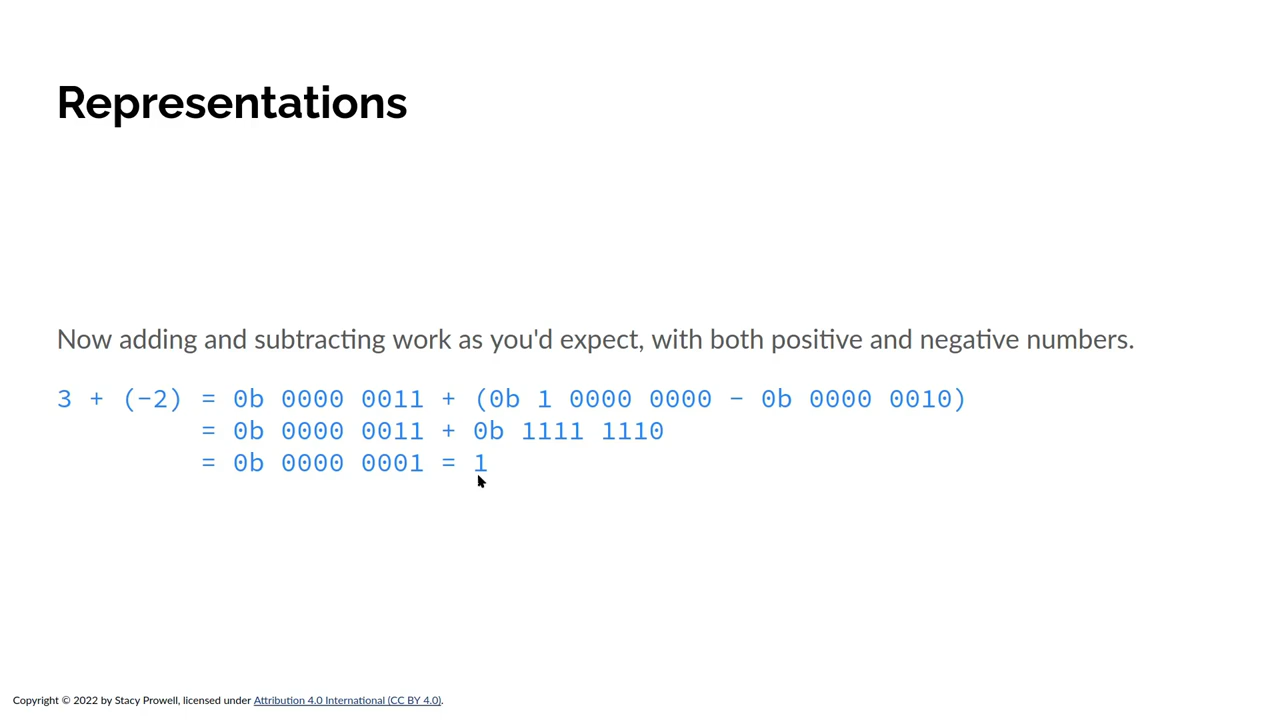 Representations
Now adding and subtracting work as you'd expect, with both positive and negative numbers.
3 + (−2) = 0b 0000 0011 + (0b 1 0000 0000 − 0b 0000 0010)
= 0b 0000 0011 + 0b 1111 1110
= 0b 0000 0001 = 1
Copyright © 2022 by Stacy Prowell, licensed under Attribution 4.0 International (CC BY 4.0).